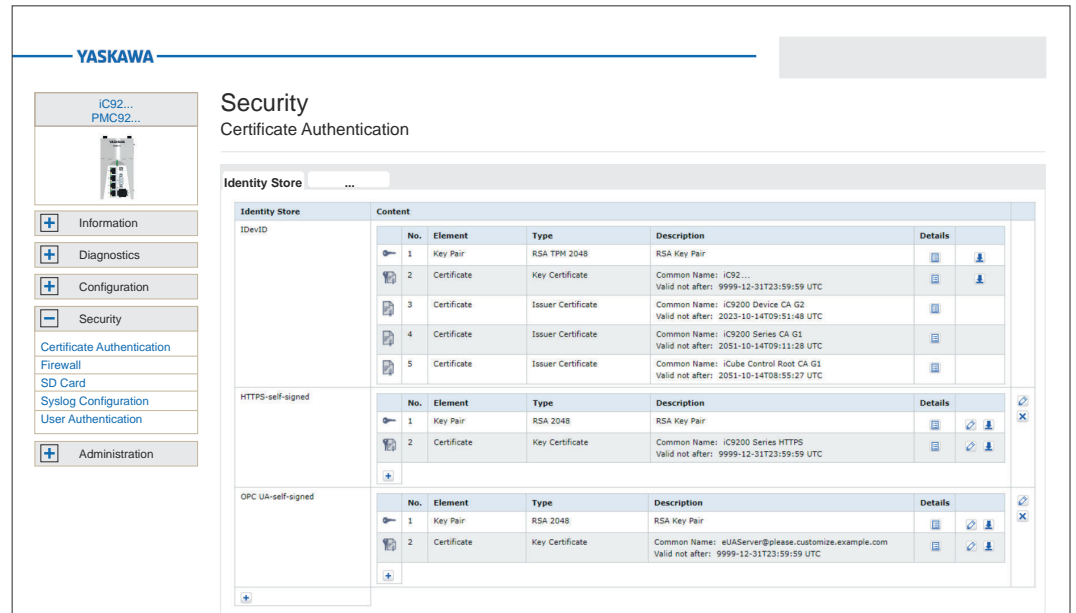 YASKAWA
iC92...
PMC92...
Security
Certificate Authentication
Information
Diagnostics
Configuration
Security
Certificate Authentication
Firewall
SD Card
Syslog Configuration
User Authentication
Administration
Identity Store ...
Identity Store Content
IDevID
No. Element Type Description Details
1 Key Pair RSA TPM 2048 RSA Key Pair
2 Certificate Key Certificate Common Name: iC92...
Valid not after: 9999-12-31T23:59:59 UTC
3 Certificate Issuer Certificate Common Name: iC9200 Device CA G2
Valid not after: 2023-10-14T09:51:48 UTC
4 Certificate Issuer Certificate Common Name: iC9200 Series CA G1
Valid not after: 2051-10-14T09:11:28 UTC
5 Certificate Issuer Certificate Common Name: iCube Control Root CA G1
Valid not after: 2051-10-14T08:55:27 UTC
HTTPS-self-signed
No. Element Type Description Details
1 Key Pair RSA 2048 RSA Key Pair
2 Certificate Key Certificate Common Name: iC9200 Series HTTPS
Valid not after: 9999-12-31T23:59:59 UTC
OPC UA-self-signed
No. Element Type Description Details
1 Key Pair RSA 2048 RSA Key Pair
2 Certificate Key Certificate Common Name: eUAServer@please.customize.example.com
Valid not after: 9999-12-31T23:59:59 UTC